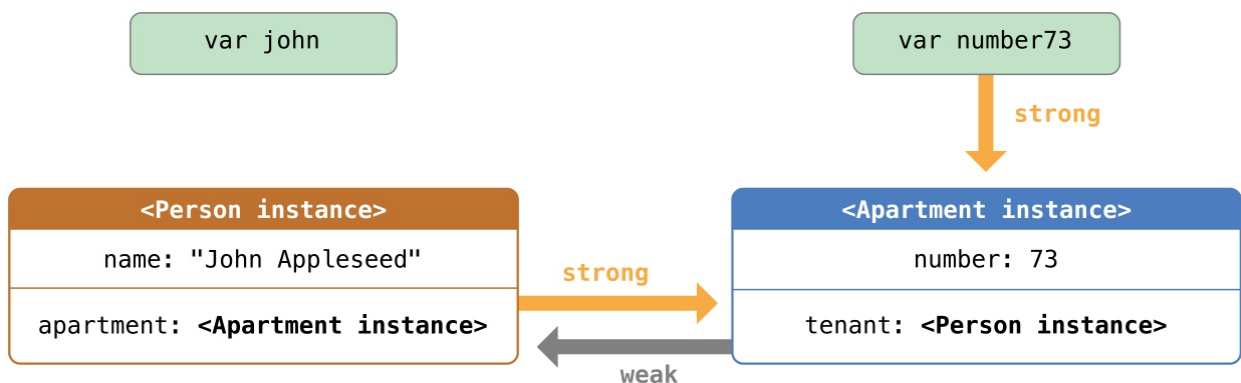 var john
var number73
strong
<Person instance>
<Apartment instance>
name: "John Appleseed"
number: 73
strong
apartment: <Apartment instance>
tenant: <Person instance>
weak